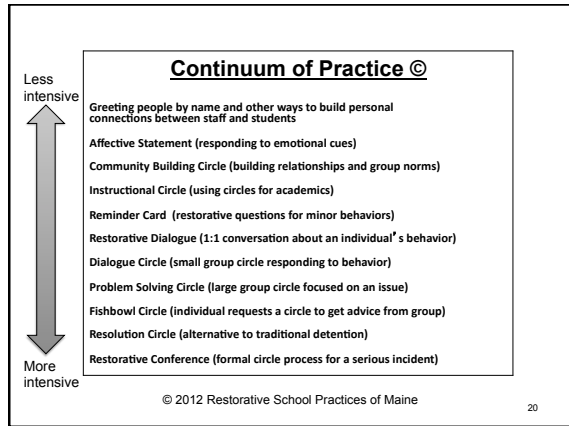 Continuum of Practice ©
Less
intensive
Greeting people by name and other ways to build personal
connections between staff and students
Affective Statement (responding to emotional cues)
Community Building Circle (building relationships and group norms)
Instructional Circle (using circles for academics)
Reminder Card  (restorative questions for minor behaviors)
Restorative Dialogue (1:1 conversation about an individual’s behavior)
Dialogue Circle (small group circle responding to behavior)
Problem Solving Circle (large group circle focused on an issue)
Fishbowl Circle (individual requests a circle to get advice from group)
Resolution Circle (alternative to traditional detention)
Restorative Conference (formal circle process for a serious incident)
More
intensive
© 2012 Restorative School Practices of Maine
20